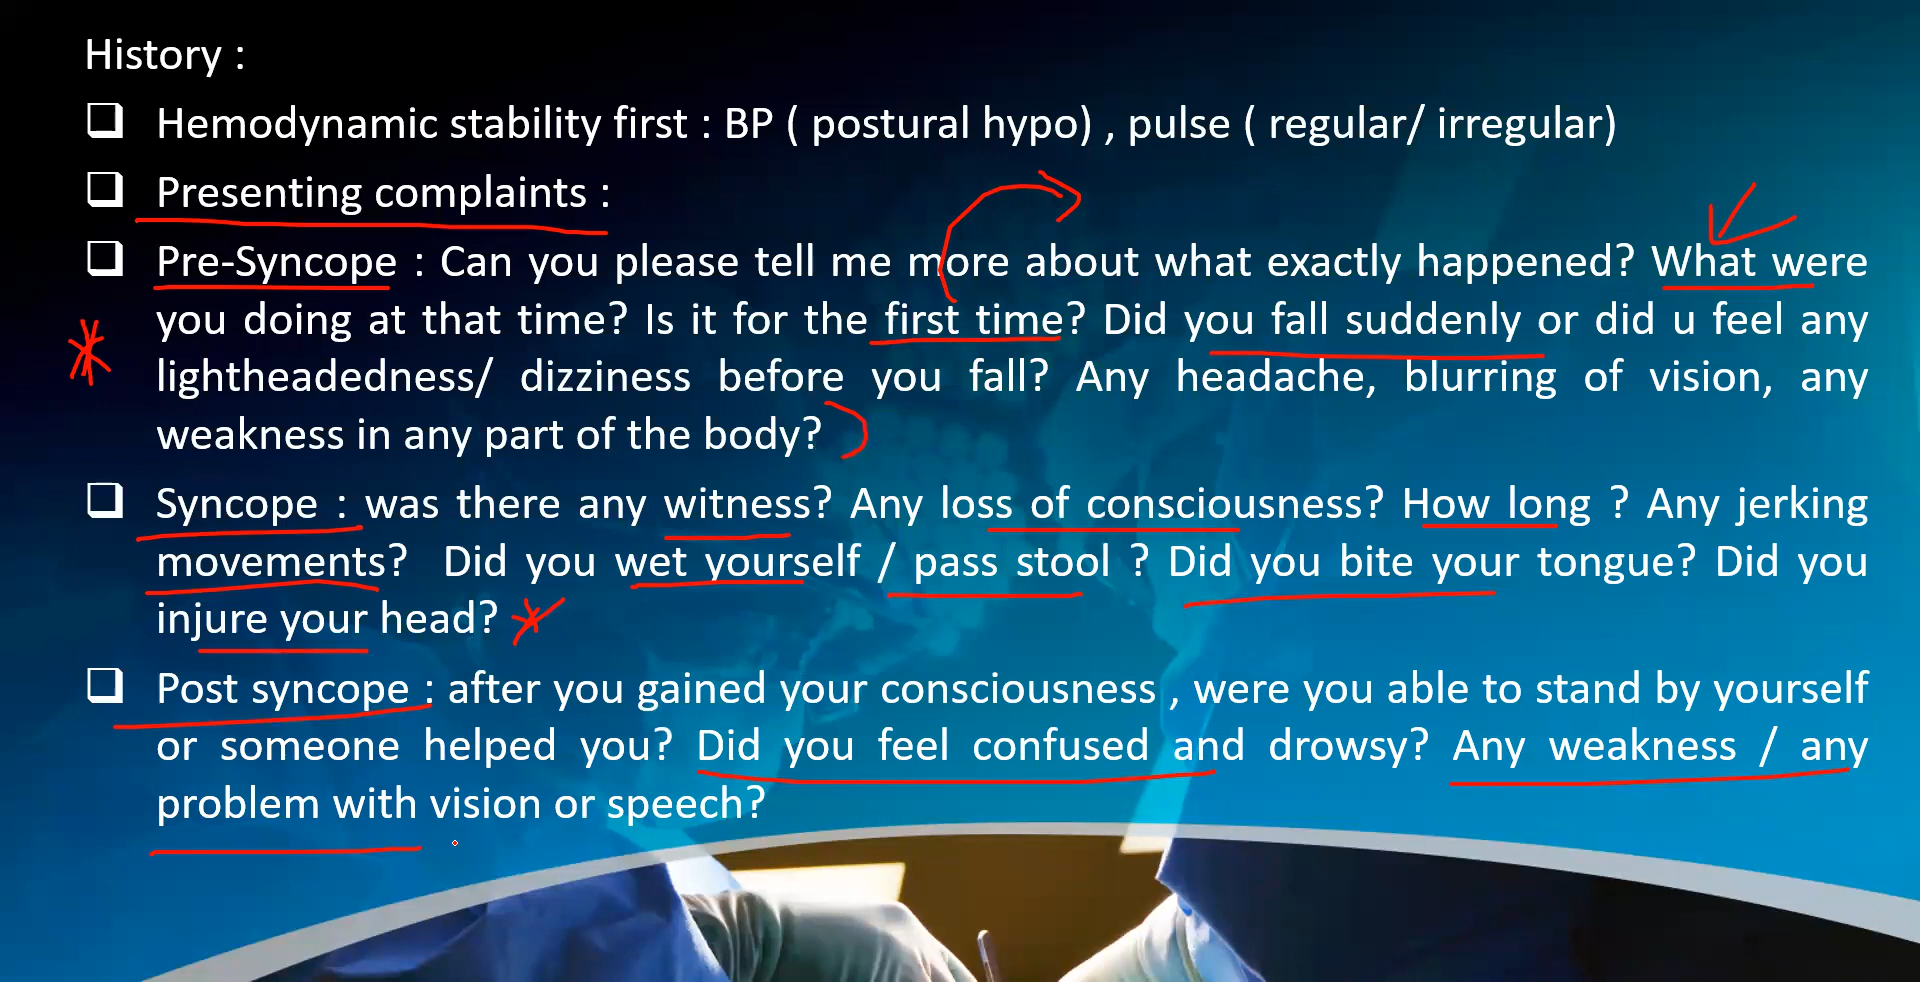 History :
❑ Hemodynamic stability first : BP ( postural hypo) , pulse ( regular/ irregular)
❑ Presenting complaints :
❑ Pre-Syncope : Can you please tell me more about what exactly happened? What were
you doing at that time? Is it for the first time? Did you fall suddenly or did u feel any
lightheadedness/ dizziness before you fall? Any headache, blurring of vision, any
weakness in any part of the body?
❑ Syncope : was there any witness? Any loss of consciousness? How long ? Any jerking
movements? Did you wet yourself / pass stool ? Did you bite your tongue? Did you
injure your head?
❑ Post syncope : after you gained your consciousness , were you able to stand by yourself
or someone helped you? Did you feel confused and drowsy? Any weakness / any
problem with vision or speech?